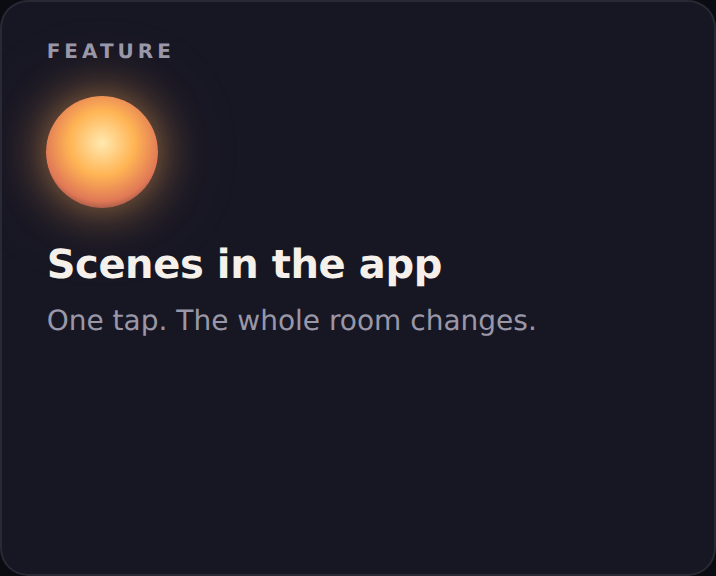 FEATURE
Scenes in the app
One tap. The whole room changes.